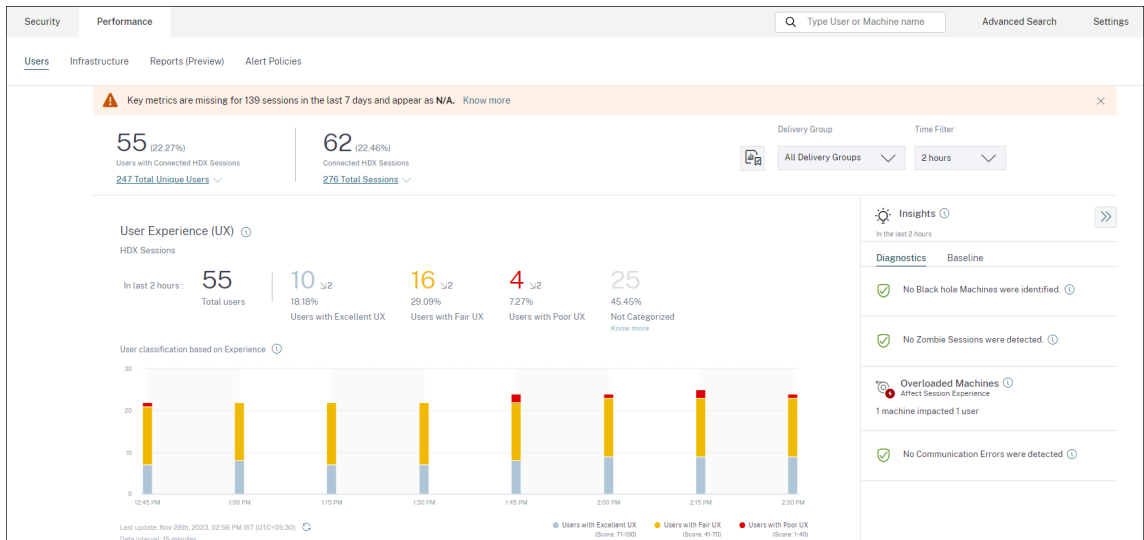 Security Performance Type User or Machine name Advanced Search Settings
Users Infrastructure Reports (Preview) Alert Policies
Key metrics are missing for 139 sessions in the last 7 days and appear as N/A. Know more
55 (22.27%)
Users with Connected HDX Sessions
247 Total Unique Users
62 (22.46%)
Connected HDX Sessions
276 Total Sessions
Delivery Group
All Delivery Groups
Time Filter
2 hours
User Experience (UX)
HDX Sessions
In last 2 hours :
55
Total users
10 2
18.18%
Users with Excellent UX
16 2
29.09%
Users with Fair UX
4 2
7.27%
Users with Poor UX
25
45.45%
Not Categorized
Know more
User classification based on Experience
30
20
10
0
12:45 PM 1:00 PM 1:15 PM 1:30 PM 1:45 PM 2:00 PM 2:15 PM 2:30 PM
Last update: Nov 28th, 2023, 02:56 PM IST (UTC+05:30)
Data interval: 15 minutes
Users with Excellent UX
(Score: 71-100)
Users with Fair UX
(Score: 41-70)
Users with Poor UX
(Score: 1-40)
Insights
In the last 2 hours
Diagnostics Baseline
No Black hole Machines were identified.
No Zombie Sessions were detected.
Overloaded Machines
Affect Session Experience
1 machine impacted 1 user
No Communication Errors were detected